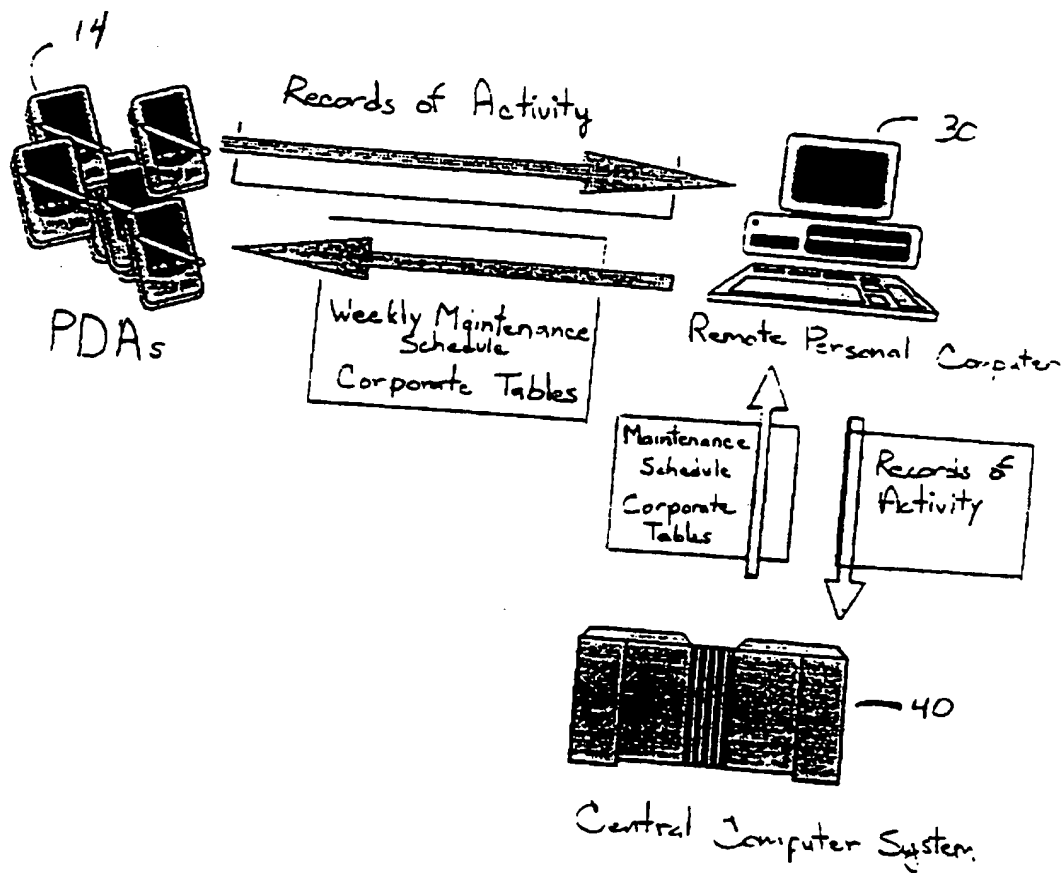 14
Records of Activity
30
PDAs
Weekly Maintenance
Schedule
Corporate Tables
Remote Personal Computer
Maintenance
Schedule
Corporate
Tables
Records of
Activity
40
Central Computer System